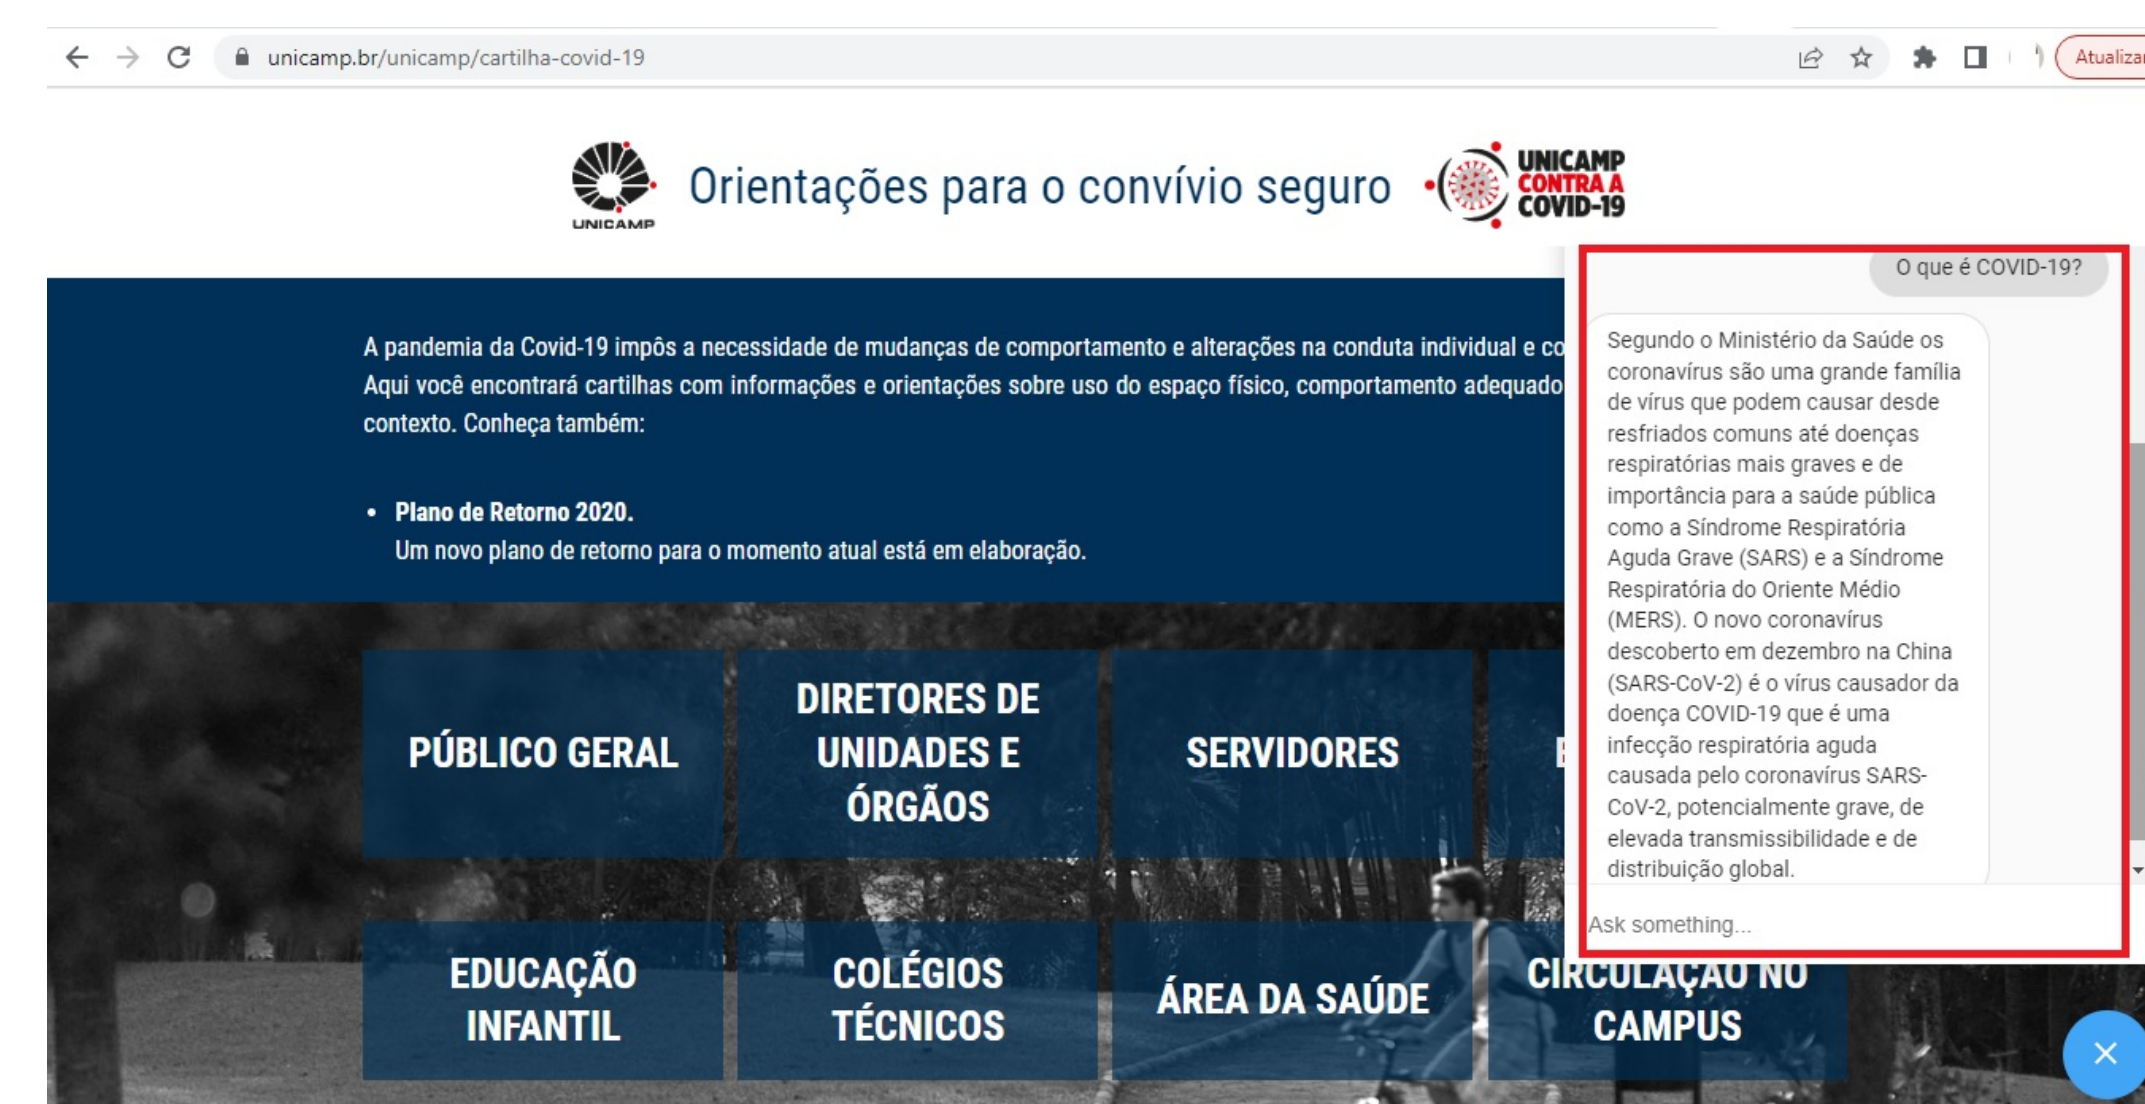 unicamp.br/unicamp/cartilha-covid-19
Atualizar
UNICAMP
Orientações para o convívio seguro
UNICAMP
CONTRA A
COVID-19
A pandemia da Covid-19 impôs a necessidade de mudanças de comportamento e alterações na conduta individual e co
Aqui você encontrará cartilhas com informações e orientações sobre uso do espaço físico, comportamento adequado
contexto. Conheça também:
• Plano de Retorno 2020.
Um novo plano de retorno para o momento atual está em elaboração.
O que é COVID-19?
Segundo o Ministério da Saúde os
coronavírus são uma grande família
de vírus que podem causar desde
resfriados comuns até doenças
respiratórias mais graves e de
importância para a saúde pública
como a Síndrome Respiratória
Aguda Grave (SARS) e a Síndrome
Respiratória do Oriente Médio
(MERS). O novo coronavírus
descoberto em dezembro na China
(SARS-CoV-2) é o vírus causador da
doença COVID-19 que é uma
infecção respiratória aguda
causada pelo coronavírus SARS-
CoV-2, potencialmente grave, de
elevada transmissibilidade e de
distribuição global.
Ask something...
PÚBLICO GERAL
DIRETORES DE
UNIDADES E
ÓRGÃOS
SERVIDORES
EDUCAÇÃO
INFANTIL
COLÉGIOS
TÉCNICOS
ÁREA DA SAÚDE
CIRCULAÇÃO NO
CAMPUS